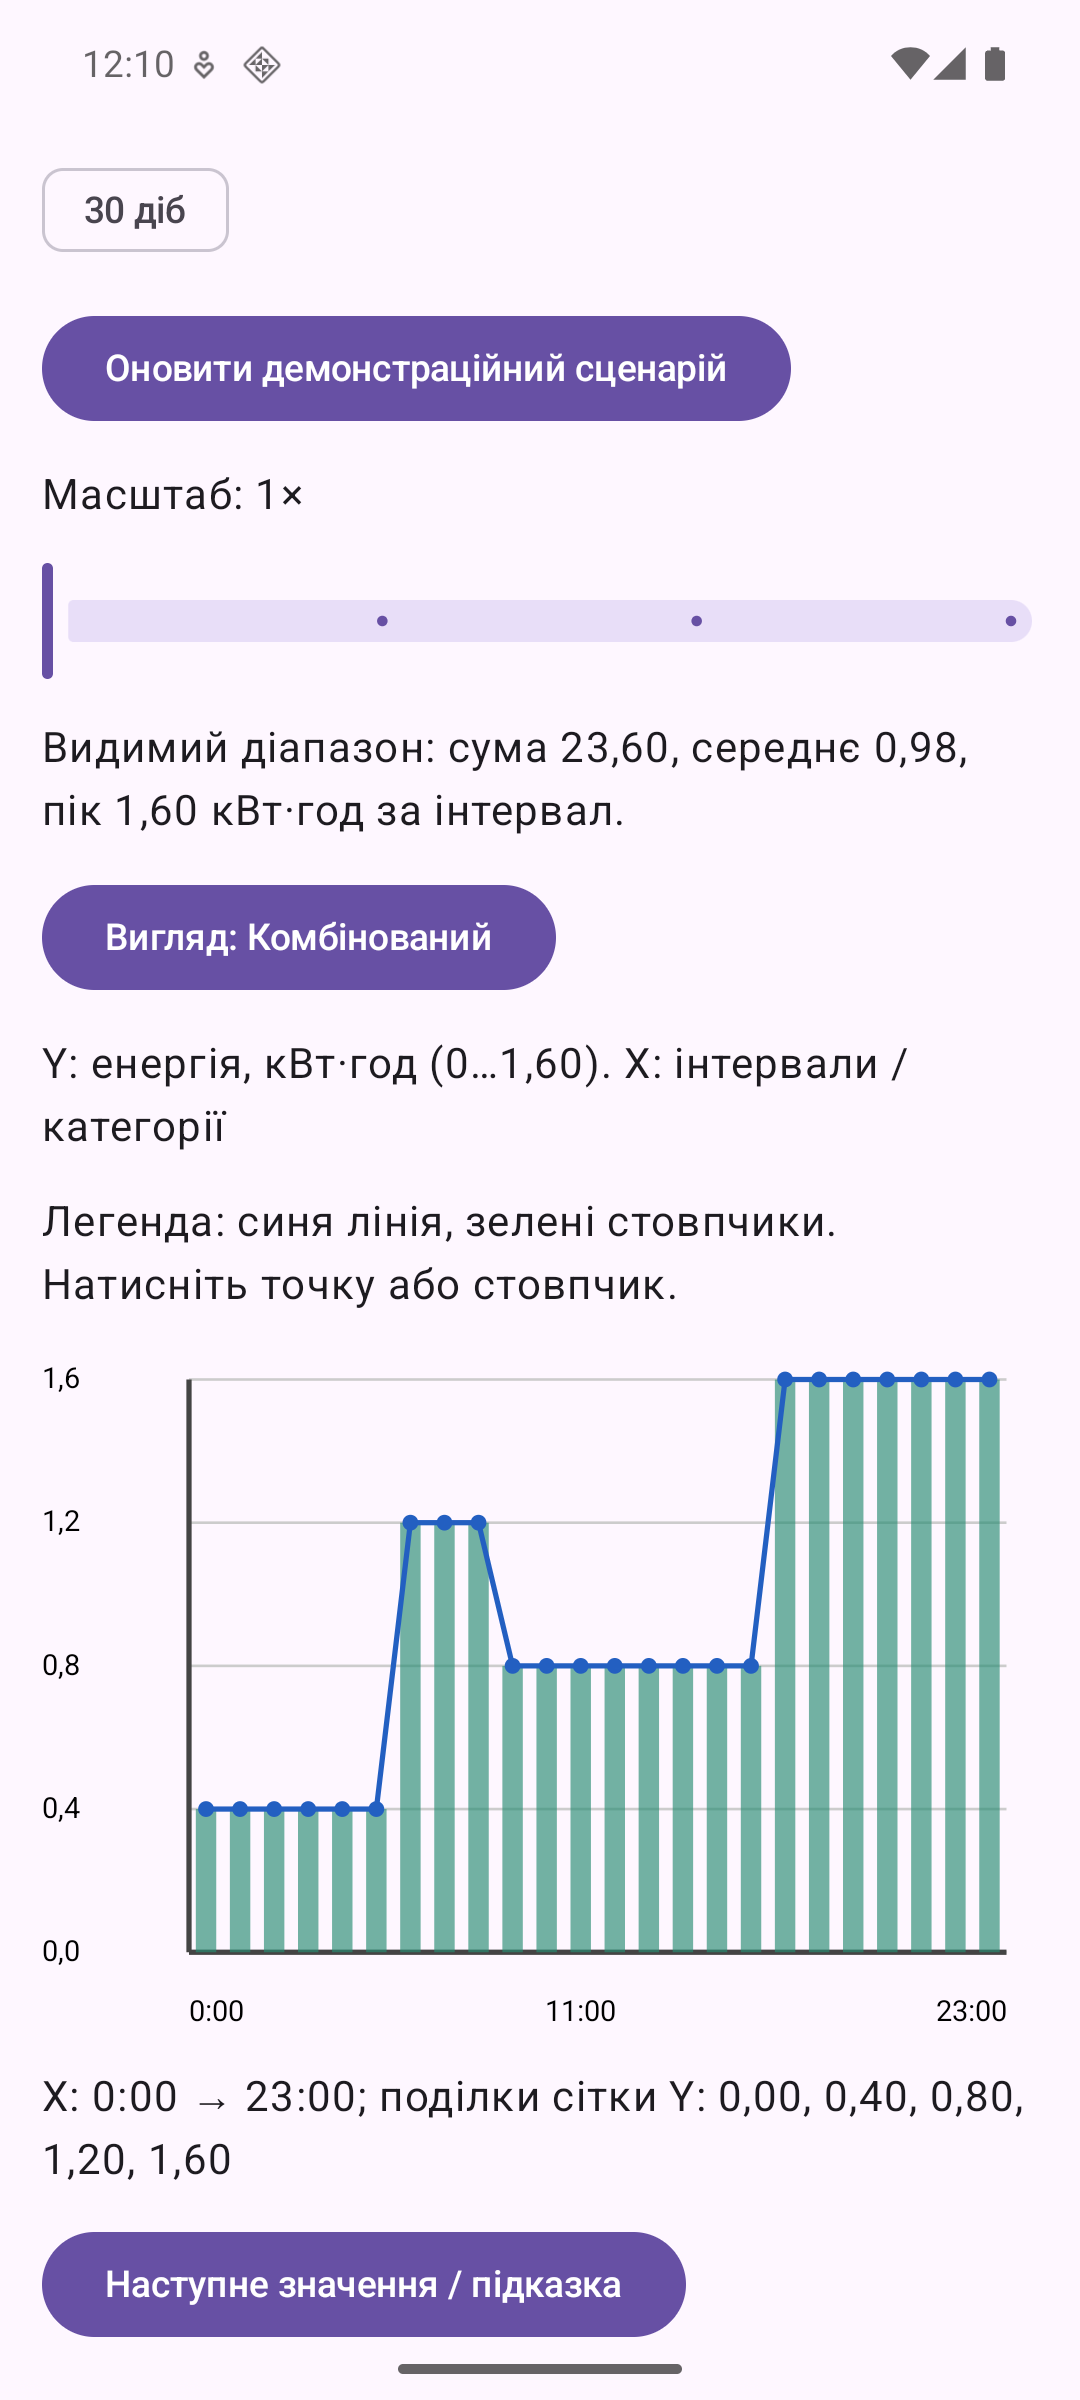 12:10
30 діб
Оновити демонстраційний сценарій
Масштаб: 1×
Видимий діапазон: сума 23,60, середнє 0,98,
пік 1,60 кВт·год за інтервал.
Вигляд: Комбінований
Y: енергія, кВт·год (0…1,60). X: інтервали /
категорії
Легенда: синя лінія, зелені стовпчики.
Натисніть точку або стовпчик.
1,6
1,2
0,8
0,4
0,0
0:00 11:00 23:00
X: 0:00 → 23:00; поділки сітки Y: 0,00, 0,40, 0,80,
1,20, 1,60
Наступне значення / підказка